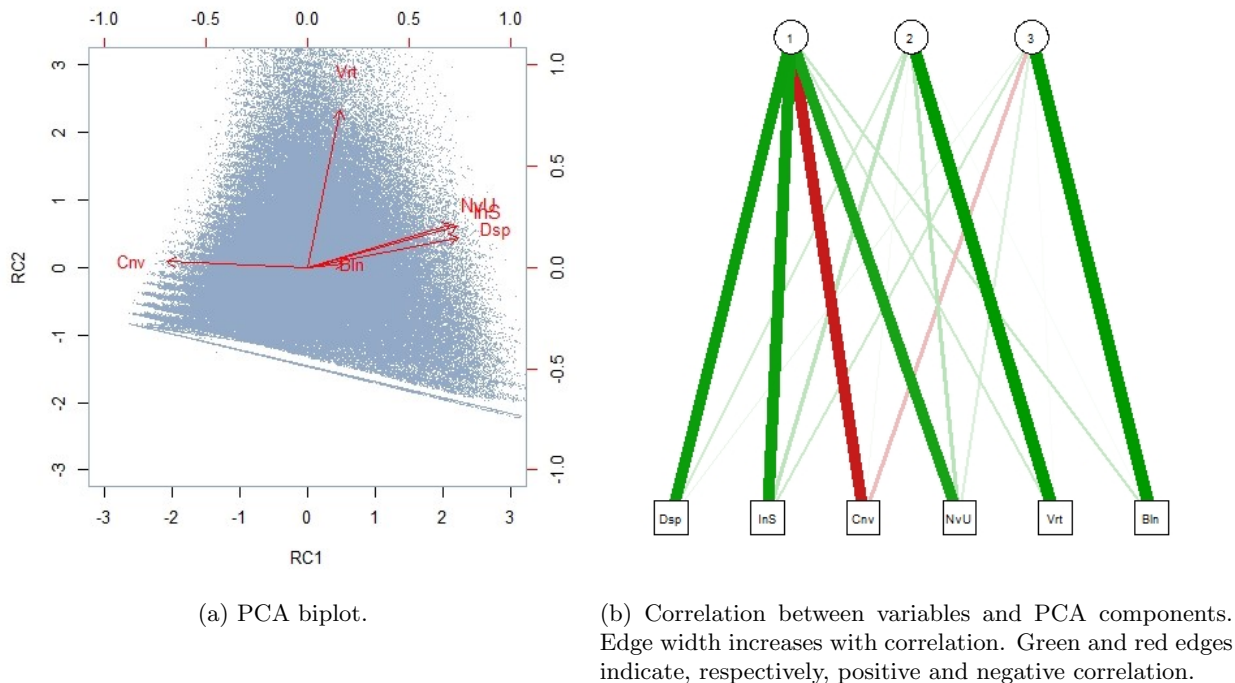 -1.0 -0.5 0.0 0.5 1.0
3 2 1 0 -1 -2 -3
RC2
1.0 0.5 0.0 -0.5 -1.0
Vrt
NvU
InS
Dsp
Cnv
Bln
-3 -2 -1 0 1 2 3
RC1
1 2 3
Dsp InS Cnv NvU Vrt Bln
(a) PCA biplot.
(b) Correlation between variables and PCA components.
Edge width increases with correlation. Green and red edges
indicate, respectively, positive and negative correlation.